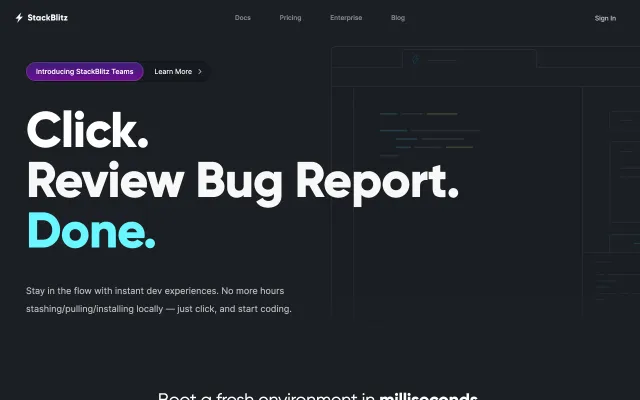 StackBlitz
Docs
Pricing
Enterprise
Blog
Sign In
Introducing StackBlitz Teams
Learn More
Click.
Review Bug Report.
Done.
Stay in the flow with instant dev experiences. No more hours
stashing/pulling/installing locally — just click, and start coding.
Boot a fresh environment in milliseconds